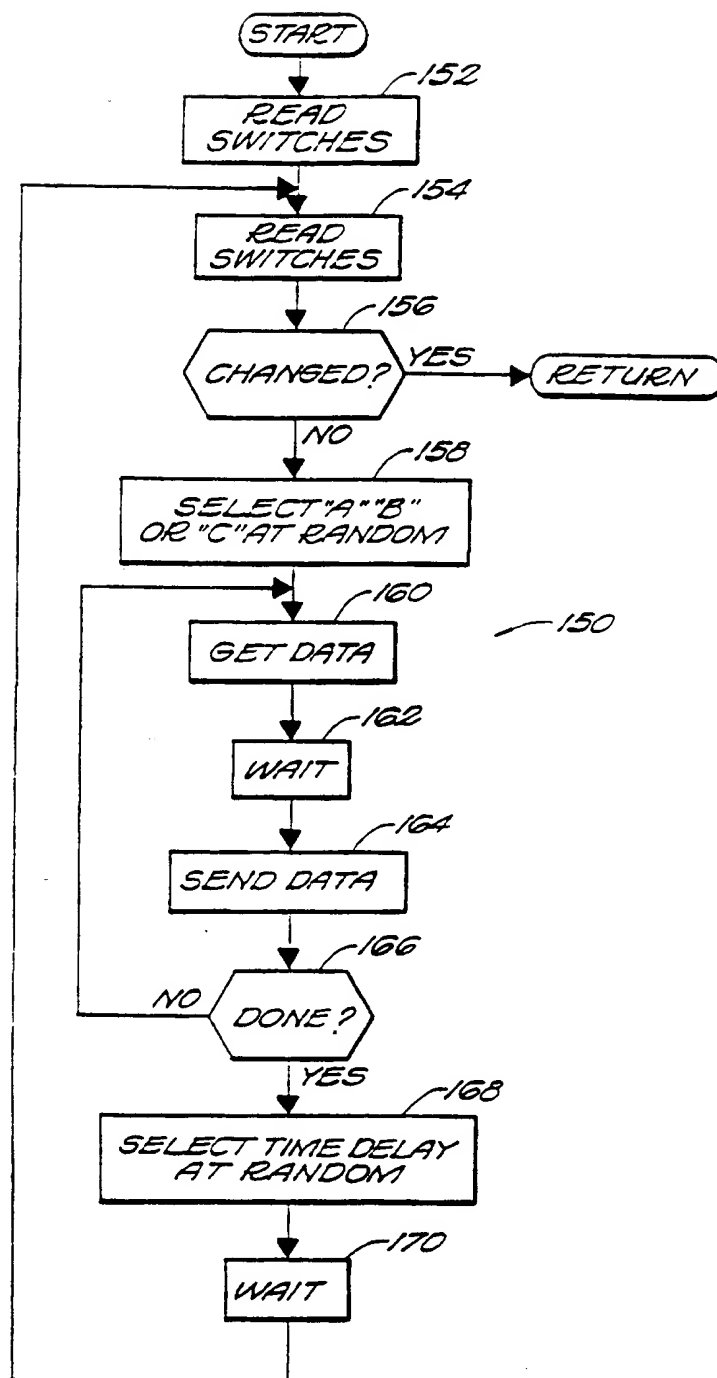 START
152
READ
SWITCHES
154
READ
SWITCHES
156
CHANGED?
YES
RETURN
NO
158
SELECT "A" "B"
OR "C" AT RANDOM
160
GET DATA
150
162
WAIT
164
SEND DATA
166
NO
DONE?
YES
168
SELECT TIME DELAY
AT RANDOM
170
WAIT